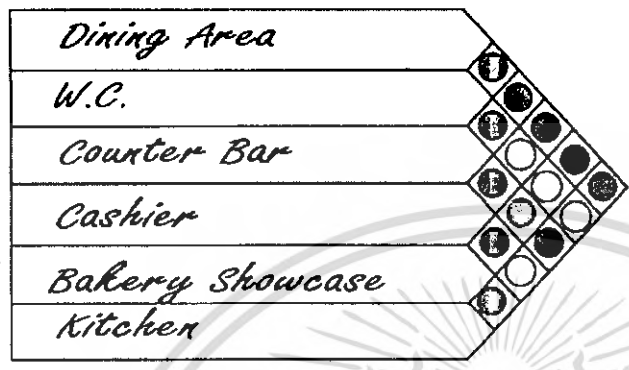 Dining Area
W.C.
Counter Bar
Cashier
Bakery Showcase
Kitchen